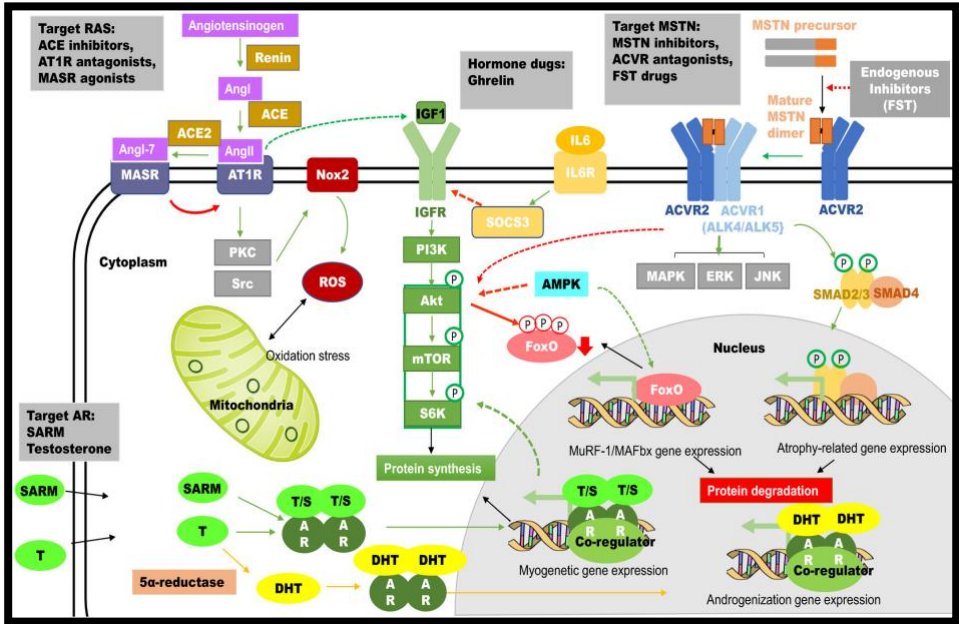 Target RAS:
ACE inhibitors,
AT1R antagonists,
MASR agonists
Angiotensinogen
Renin
AngI
ACE
ACE2
AngI-7
AngII
MASR
AT1R
Nox2
Hormone dugs:
Ghrelin
IGF1
IL6
IL6R
IGFR
SOCS3
Target MSTN:
MSTN inhibitors,
ACVR antagonists,
FST drugs
MSTN precursor
Endogenous
Inhibitors
(FST)
Mature
MSTN
dimer
ACVR2
ACVR1
(ALK4/ALK5}
ACVR2
Cytoplasm
PKC
Src
ROS
PI3K
P
Akt
P
mTOR
P
S6K
Protein synthesis
AMPK
P P P
FoxO
MAPK
ERK
JNK
P P
SMAD2/3
SMAD4
Oxidation stress
Mitochondria
Nucleus
FoxO
MuRF-1/MAFbx gene expression
P P
Atrophy-related gene expression
Protein degradation
Target AR:
SARM
Testosterone
SARM
T
SARM
T
T/S T/S
A A
R R
5α-reductase
DHT
DHT DHT
A A
R R
T/S T/S
A A
R R
Co-regulator
Myogenetic gene expression
DHT DHT
A A
R R
Co-regulator
Androgenization gene expression